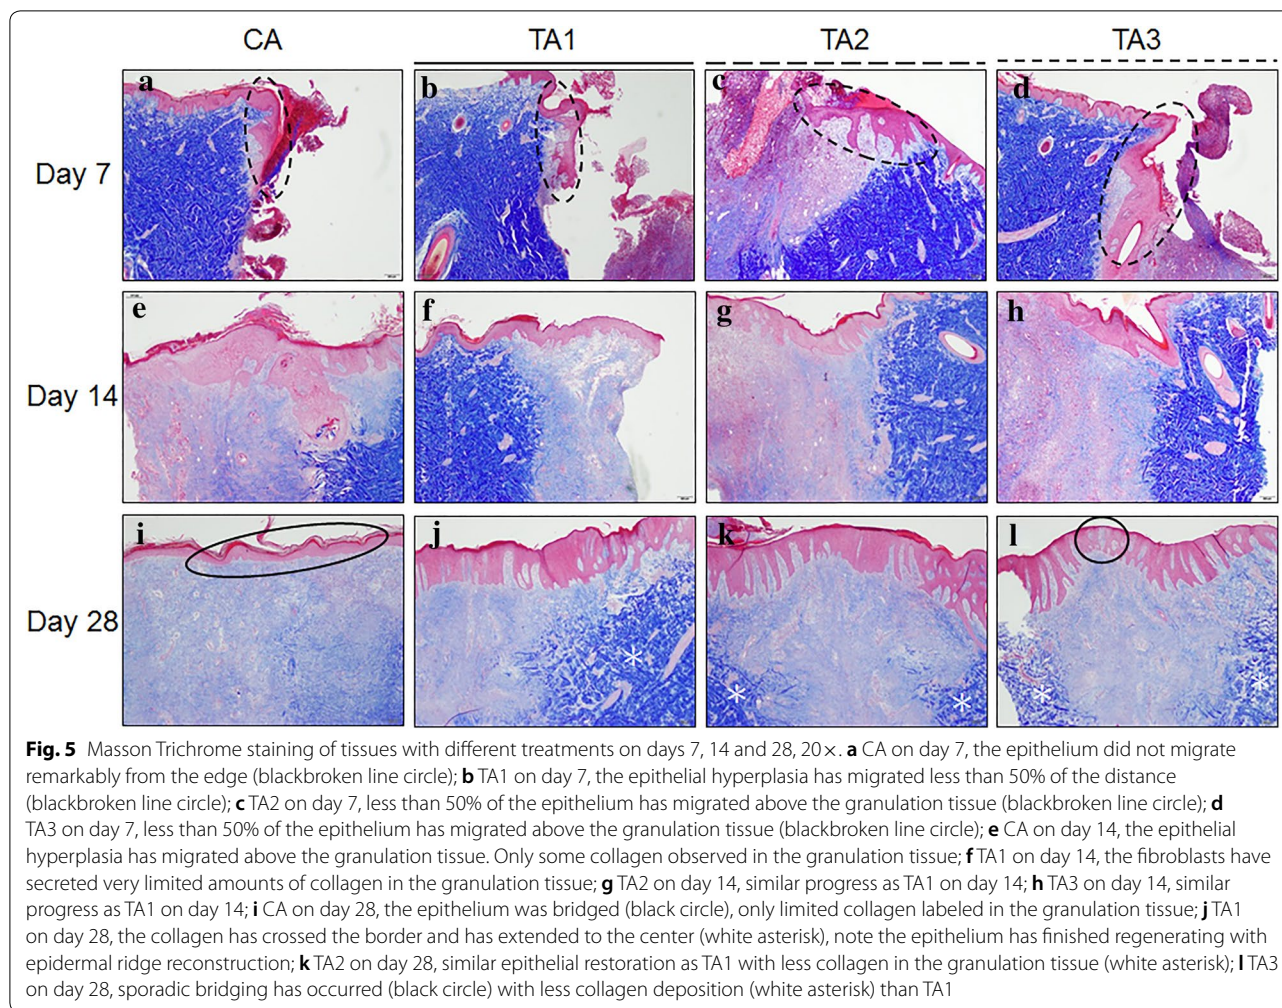 CA TA1 TA2 TA3
a b c d
Day 7
e f g h
Day 14
i j k l
Day 28
* * * * *
Fig. 5 Masson Trichrome staining of tissues with different treatments on days 7, 14 and 28, 20×. a CA on day 7, the epithelium did not migrate
remarkably from the edge (blackbroken line circle); b TA1 on day 7, the epithelial hyperplasia has migrated less than 50% of the distance
(blackbroken line circle); c TA2 on day 7, less than 50% of the epithelium has migrated above the granulation tissue (blackbroken line circle); d
TA3 on day 7, less than 50% of the epithelium has migrated above the granulation tissue (blackbroken line circle); e CA on day 14, the epithelial
hyperplasia has migrated above the granulation tissue. Only some collagen observed in the granulation tissue; f TA1 on day 14, the fibroblasts have
secreted very limited amounts of collagen in the granulation tissue; g TA2 on day 14, similar progress as TA1 on day 14; h TA3 on day 14, similar
progress as TA1 on day 14; i CA on day 28, the epithelium was bridged (black circle), only limited collagen labeled in the granulation tissue; j TA1
on day 28, the collagen has crossed the border and has extended to the center (white asterisk), note the epithelium has finished regenerating with
epidermal ridge reconstruction; k TA2 on day 28, similar epithelial restoration as TA1 with less collagen in the granulation tissue (white asterisk); l TA3
on day 28, sporadic bridging has occurred (black circle) with less collagen deposition (white asterisk) than TA1